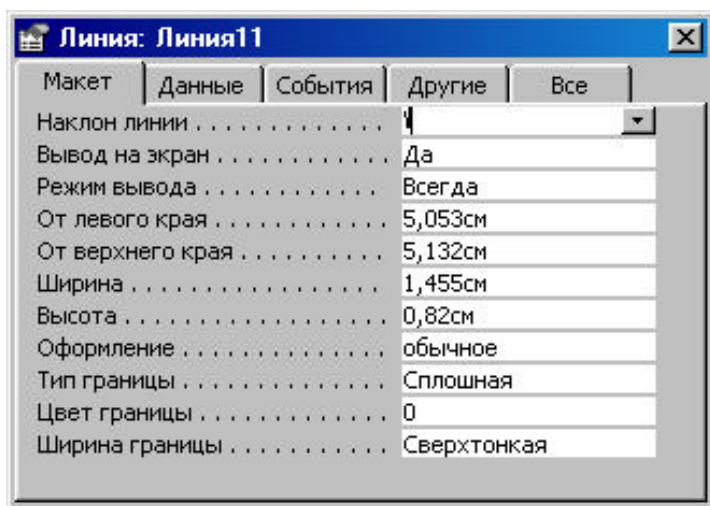 Линия: Линия11
Макет Данные События Другие Все
Наклон линии . . . . . . . . . . . . . \
Вывод на экран . . . . . . . . . . . . Да
Режим вывода . . . . . . . . . . . . Всегда
От левого края . . . . . . . . . . . . 5,053см
От верхнего края . . . . . . . . . . 5,132см
Ширина . . . . . . . . . . . . . . . . . 1,455см
Высота . . . . . . . . . . . . . . . . . . 0,82см
Оформление . . . . . . . . . . . . . . обычное
Тип границы . . . . . . . . . . . . . . Сплошная
Цвет границы . . . . . . . . . . . . . 0
Ширина границы . . . . . . . . . . . Сверхтонкая